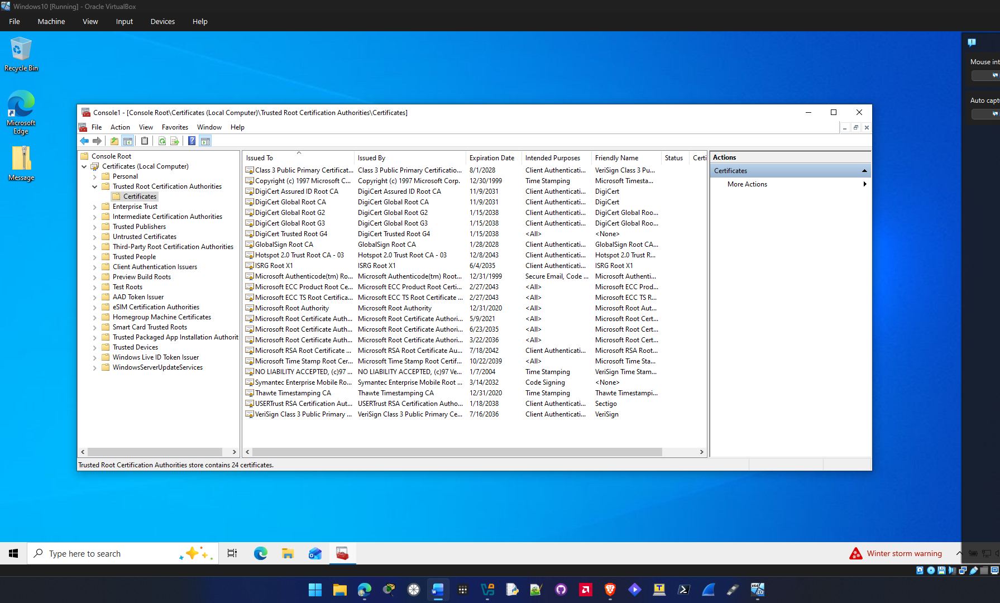 Windows10 [Running] - Oracle VirtualBox
File Machine View Input Devices Help
Recycle Bin
Microsoft
Edge
Message
Mouse int
Auto capt
Console1 - [Console Root\Certificates (Local Computer)\Trusted Root Certification Authorities\Certificates]
File Action View Favorites Window Help
Console Root
Certificates (Local Computer)
Personal
Trusted Root Certification Authorities
Certificates
Enterprise Trust
Intermediate Certification Authorities
Trusted Publishers
Untrusted Certificates
Third-Party Root Certification Authorities
Trusted People
Client Authentication Issuers
Preview Build Roots
Test Roots
AAD Token Issuer
eSIM Certification Authorities
Homegroup Machine Certificates
Smart Card Trusted Roots
Trusted Packaged App Installation Authorit
Trusted Devices
Windows Live ID Token Issuer
WindowsServerUpdateServices
Issued To Issued By Expiration Date Intended Purposes Friendly Name Status Certi
Class 3 Public Primary Certificat... Class 3 Public Primary Certificatio... 8/1/2028 Client Authenticati... VeriSign Class 3 Pu...
Copyright (c) 1997 Microsoft C... Copyright (c) 1997 Microsoft Corp. 12/30/1999 Time Stamping Microsoft Timesta...
DigiCert Assured ID Root CA DigiCert Assured ID Root CA 11/9/2031 Client Authenticati... DigiCert
DigiCert Global Root CA DigiCert Global Root CA 11/9/2031 Client Authenticati... DigiCert
DigiCert Global Root G2 DigiCert Global Root G2 1/15/2038 Client Authenticati... DigiCert Global Roo...
DigiCert Global Root G3 DigiCert Global Root G3 1/15/2038 Client Authenticati... DigiCert Global Roo...
DigiCert Trusted Root G4 DigiCert Trusted Root G4 1/15/2038 <All> <None>
GlobalSign Root CA GlobalSign Root CA 1/28/2028 Client Authenticati... GlobalSign Root CA...
Hotspot 2.0 Trust Root CA - 03 Hotspot 2.0 Trust Root CA - 03 12/8/2043 Client Authenticati... Hotspot 2.0 Trust R...
ISRG Root X1 ISRG Root X1 6/4/2035 Client Authenticati... ISRG Root X1
Microsoft Authenticode(tm) Ro... Microsoft Authenticode(tm) Root... 12/31/1999 Secure Email, Code ... Microsoft Authenti...
Microsoft ECC Product Root Ce... Microsoft ECC Product Root Certi... 2/27/2043 <All> Microsoft ECC Prod...
Microsoft ECC TS Root Certifica... Microsoft ECC TS Root Certificate ... 2/27/2043 <All> Microsoft ECC TS R...
Microsoft Root Authority Microsoft Root Authority 12/31/2020 <All> Microsoft Root Aut...
Microsoft Root Certificate Auth... Microsoft Root Certificate Authori... 5/9/2021 <All> Microsoft Root Cert...
Microsoft Root Certificate Auth... Microsoft Root Certificate Authori... 6/23/2035 <All> Microsoft Root Cert...
Microsoft Root Certificate Auth... Microsoft Root Certificate Authori... 3/22/2036 <All> Microsoft Root Cert...
Microsoft RSA Root Certificate ... Microsoft RSA Root Certificate Au... 7/18/2042 Client Authenticati... Microsoft RSA Root...
Microsoft Time Stamp Root Cer... Microsoft Time Stamp Root Certif... 10/22/2039 <All> Microsoft Time Sta...
NO LIABILITY ACCEPTED, (c)97 ... NO LIABILITY ACCEPTED, (c)97 Ve... 1/7/2004 Time Stamping VeriSign Time Stam...
Symantec Enterprise Mobile Ro... Symantec Enterprise Mobile Root ... 3/14/2032 Code Signing <None>
Thawte Timestamping CA Thawte Timestamping CA 12/31/2020 Time Stamping Thawte Timestampi...
USERTrust RSA Certification Aut... USERTrust RSA Certification Autho... 1/18/2038 Client Authenticati... Sectigo
VeriSign Class 3 Public Primary ... VeriSign Class 3 Public Primary Ce... 7/16/2036 Client Authenticati... VeriSign
Actions
Certificates
More Actions
Trusted Root Certification Authorities store contains 24 certificates.
Type here to search
Winter storm warning